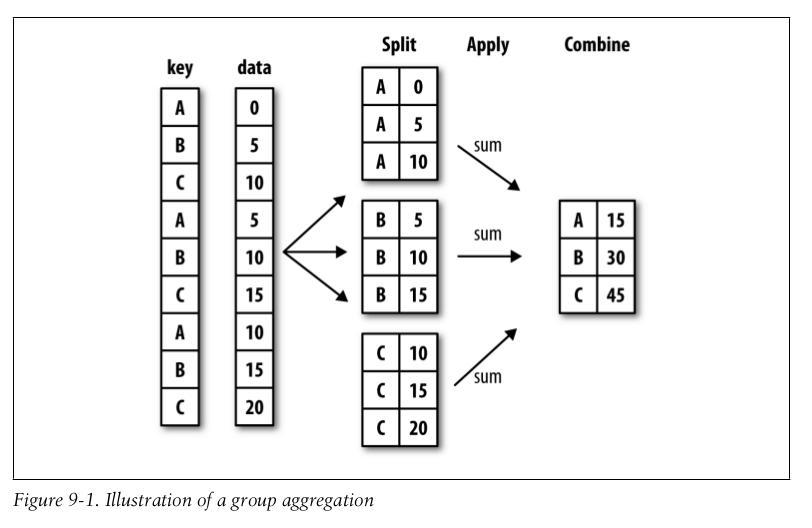 Split Apply Combine
key data
A 0
B 5
C 10
A 5
B 10
C 15
A 10
B 15
C 20
A 0
A 5
A 10
B 5
B 10
B 15
C 10
C 15
C 20
sum
sum
sum
A 15
B 30
C 45
Figure 9-1. Illustration of a group aggregation